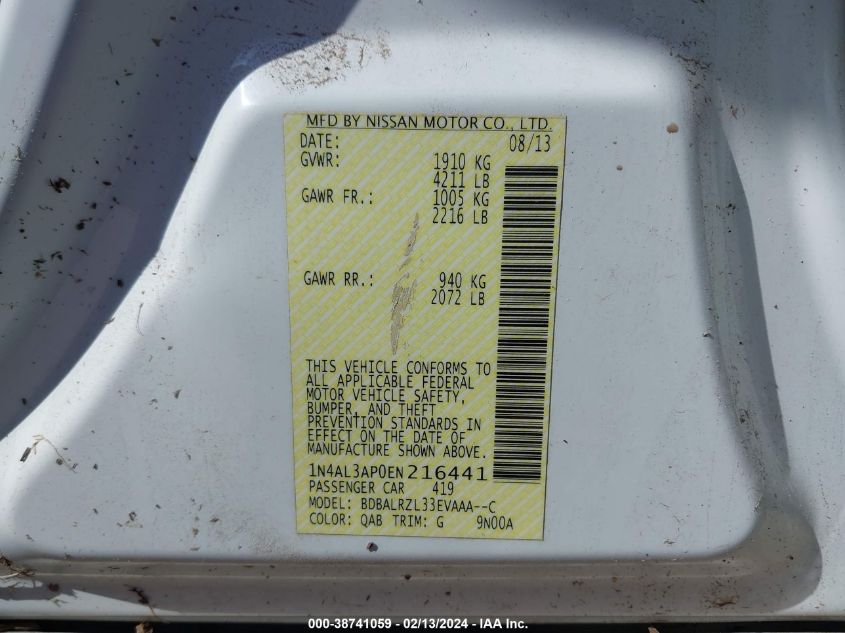 MFD BY NISSAN MOTOR CO., LTD.
DATE: 08/13
GVWR: 1910 KG
4211 LB
GAWR FR.: 1005 KG
2216 LB
GAWR RR.: 940 KG
2072 LB
THIS VEHICLE CONFORMS TO
ALL APPLICABLE FEDERAL
MOTOR VEHICLE SAFETY,
BUMPER, AND THEFT
PREVENTION STANDARDS IN
EFFECT ON THE DATE OF
MANUFACTURE SHOWN ABOVE.
1N4AL3AP0EN216441
PASSENGER CAR 419
MODEL: BDBALRZL33EVAAA--C
COLOR: QAB TRIM: G 9N00A
000-38741059 - 02/13/2024 - IAA Inc.